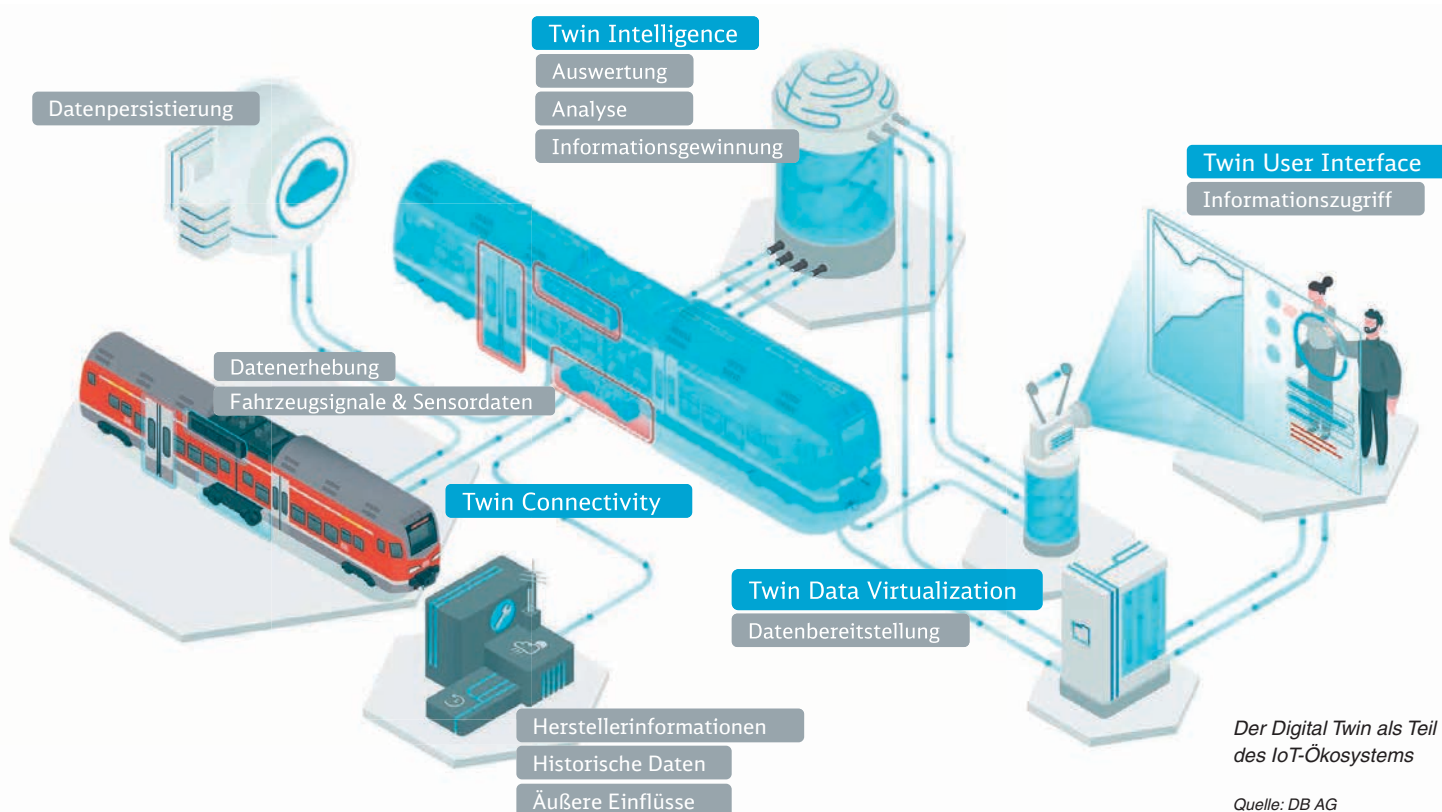 Twin Intelligence
Auswertung
Analyse
Informationsgewinnung
Datenpersistierung
Twin User Interface
Informationszugriff
Datenerhebung
Fahrzeugsignale & Sensordaten
Twin Connectivity
Twin Data Virtualization
Datenbereitstellung
Herstellerinformationen
Historische Daten
Äußere Einflüsse
Der Digital Twin als Teil
des IoT-Ökosystems
Quelle: DB AG